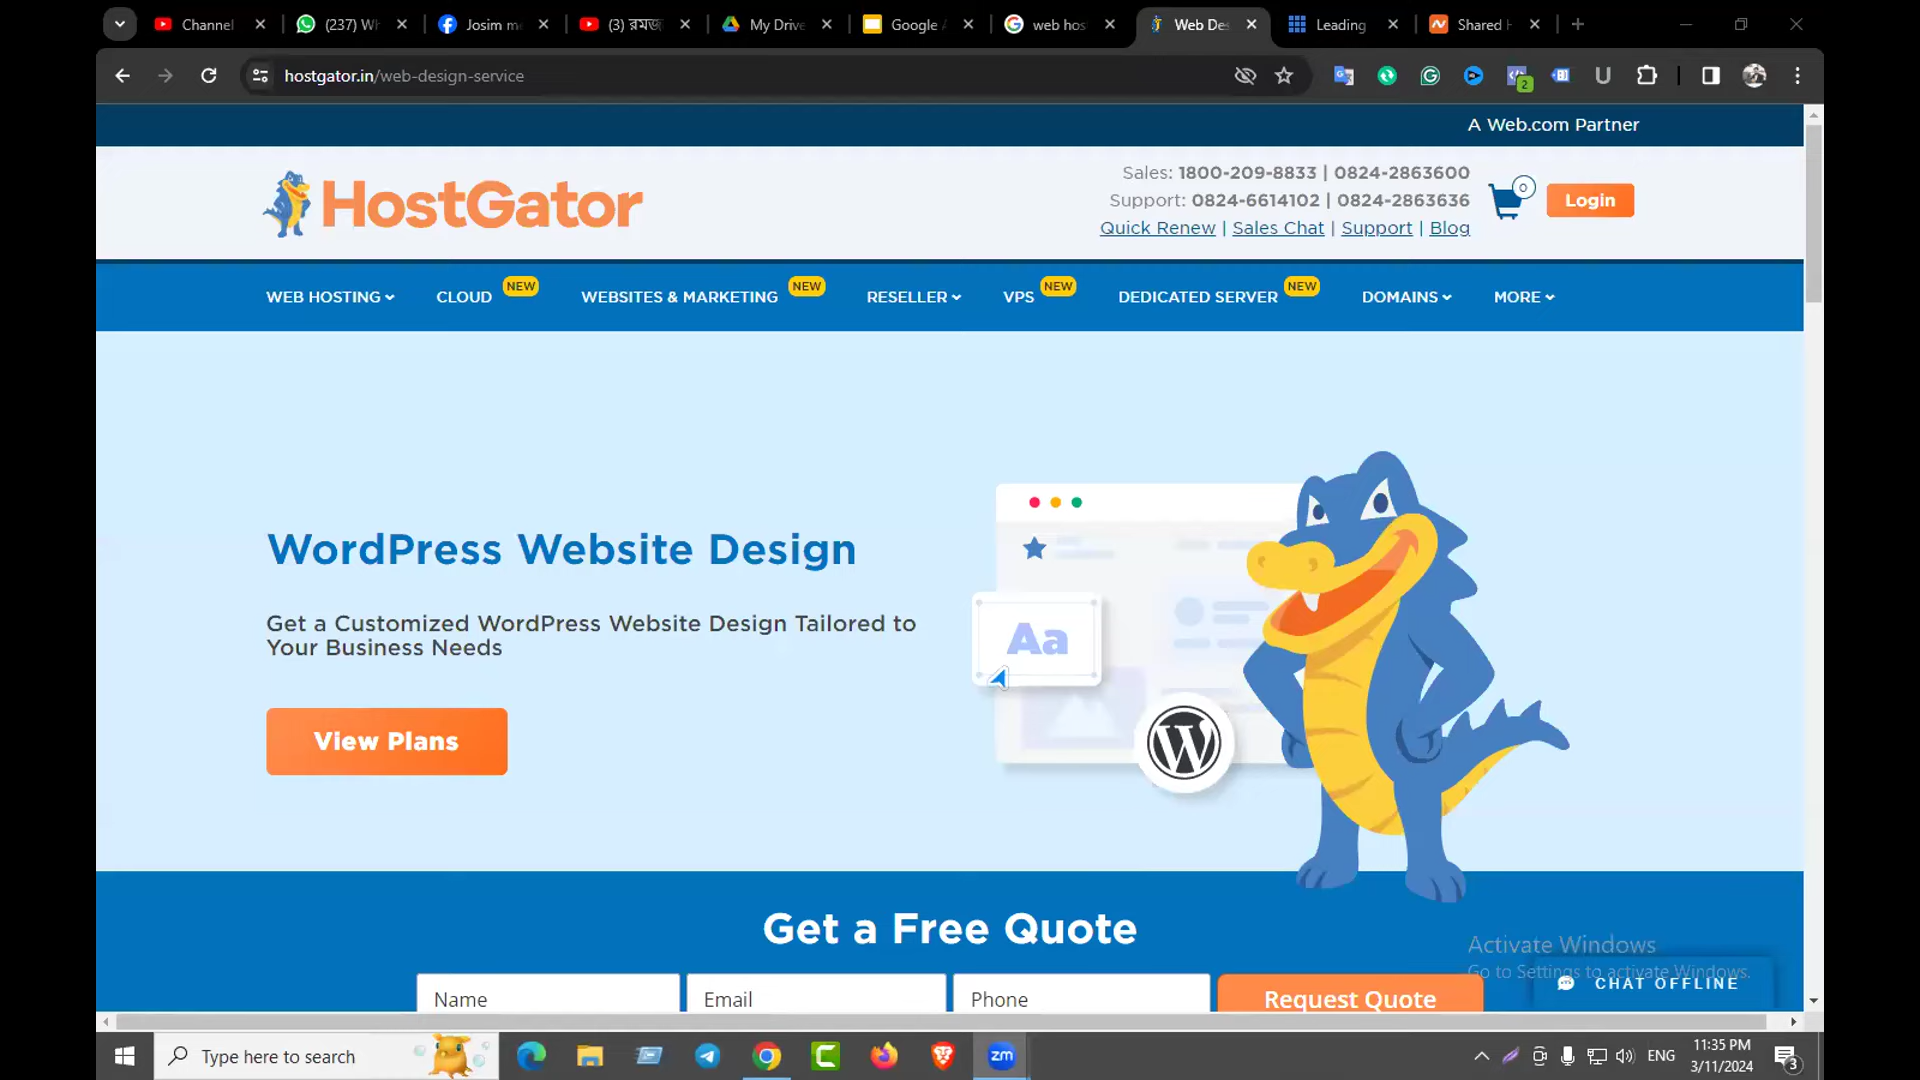 Channel
(237) Wh
Josim me
(3) রমজা
My Drive
Google A
web hos
Web Des
Leading
Shared H
hostgator.in/web-design-service
2
A Web.com Partner
HostGator
Sales: 1800-209-8833 | 0824-2863600
Support: 0824-6614102 | 0824-2863636
Quick Renew | Sales Chat | Support | Blog
0
Login
WEB HOSTING
CLOUD NEW
WEBSITES & MARKETING NEW
RESELLER
VPS NEW
DEDICATED SERVER NEW
DOMAINS
MORE
WordPress Website Design
Get a Customized WordPress Website Design Tailored to
Your Business Needs
View Plans
Aa
Get a Free Quote
Name
Email
Phone
Request Quote
Activate Windows
Go to Settings to activate Windows.
CHAT OFFLINE
Type here to search
zm
ENG
11:35 PM
3/11/2024
3